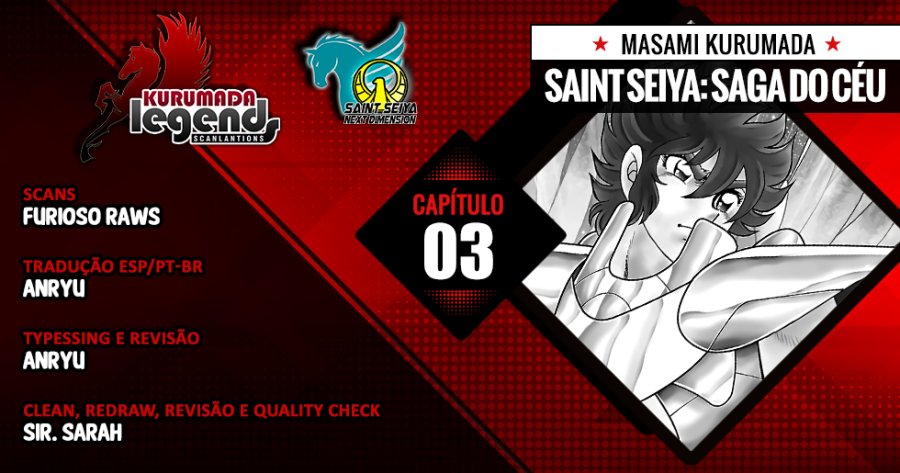 KURUMADA
legends
SCANLANTIONS
SAINT SEIYA
NEXT DIMENSION
★ MASAMI KURUMADA ★
SAINT SEIYA: SAGA DO CÉU
CAPÍTULO
03
SCANS
FURIOSO RAWS
TRADUÇÃO ESP/PT-BR
ANRYU
TYPESSING E REVISÃO
ANRYU
CLEAN, REDRAW, REVISÃO E QUALITY CHECK
SIR. SARAH